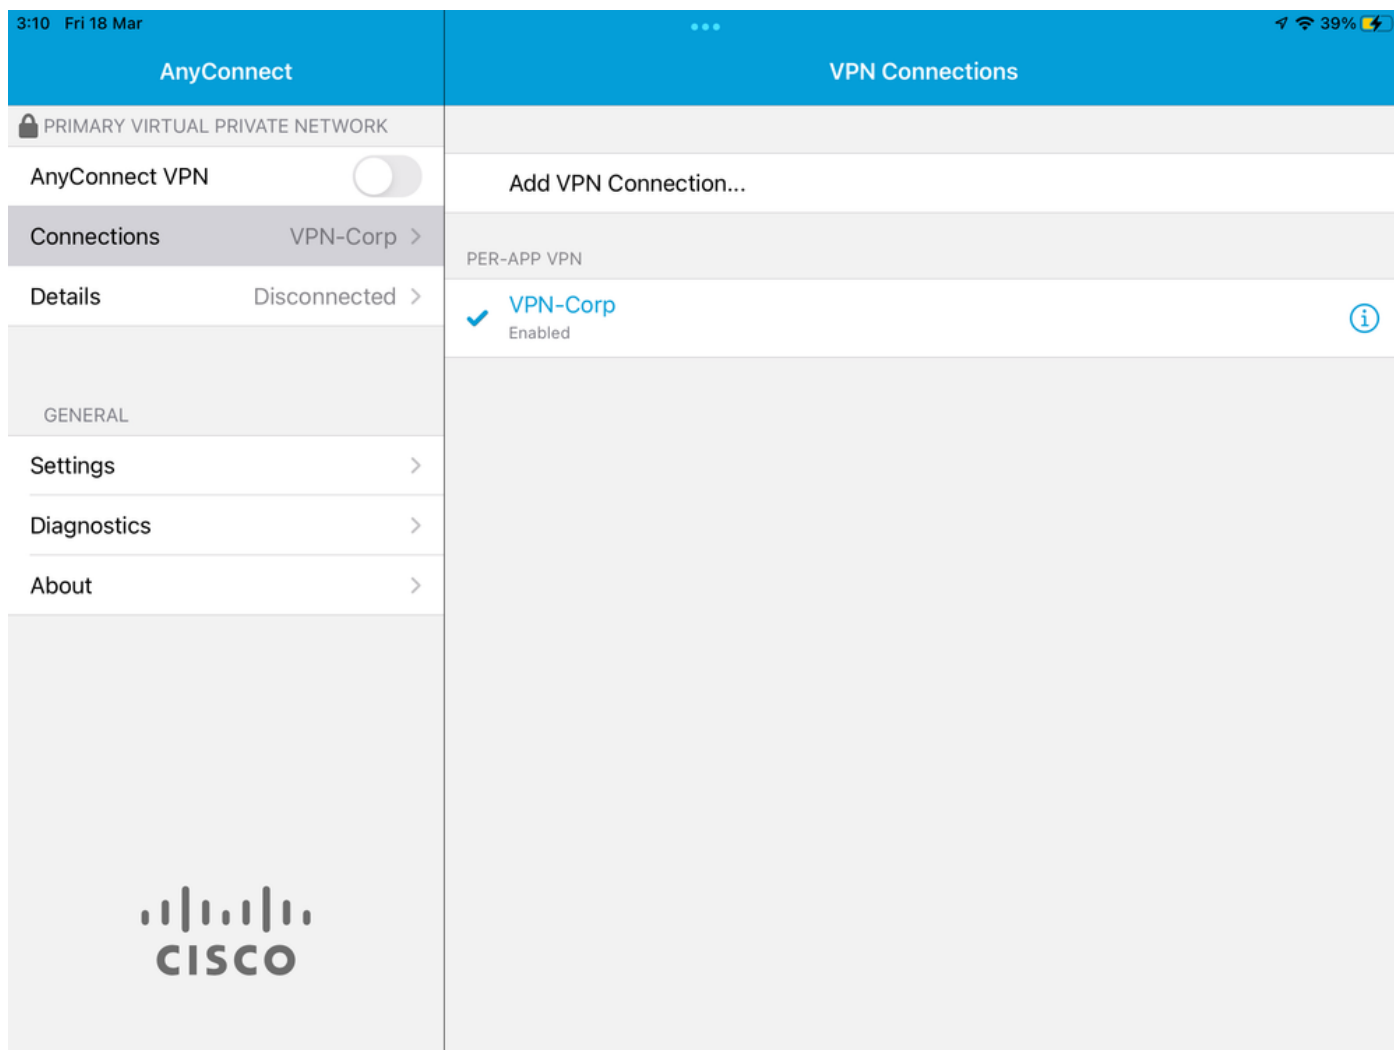 3:10 Fri 18 Mar
39%
AnyConnect
VPN Connections
PRIMARY VIRTUAL PRIVATE NETWORK
AnyConnect VPN
Connections VPN-Corp
Details Disconnected
GENERAL
Settings
Diagnostics
About
CISCO
Add VPN Connection...
PER-APP VPN
VPN-Corp
Enabled